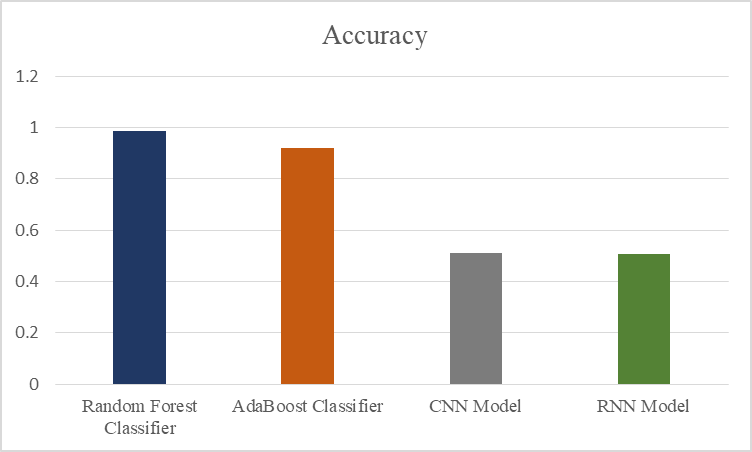 Accuracy
1.2
1
0.8
0.6
0.4
0.2
0
Random Forest
Classifier
AdaBoost Classifier
CNN Model
RNN Model